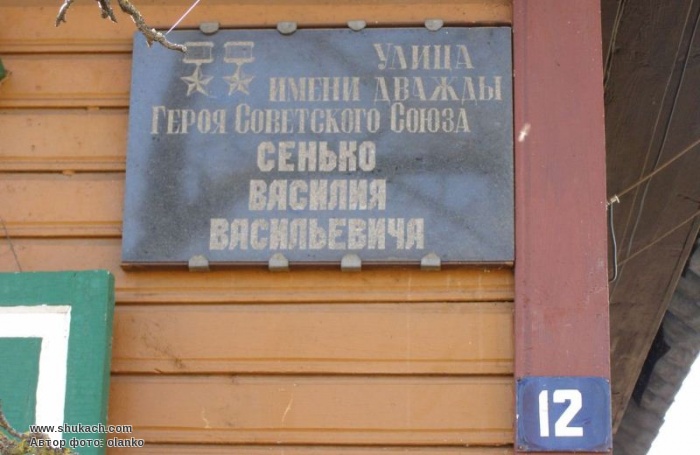 Улица
имени дважды
Героя Советского Союза
СЕНЬКО
ВАСИЛИЯ
ВАСИЛЬЕВИЧА
12
www.shukach.com
Автор фото: olanko